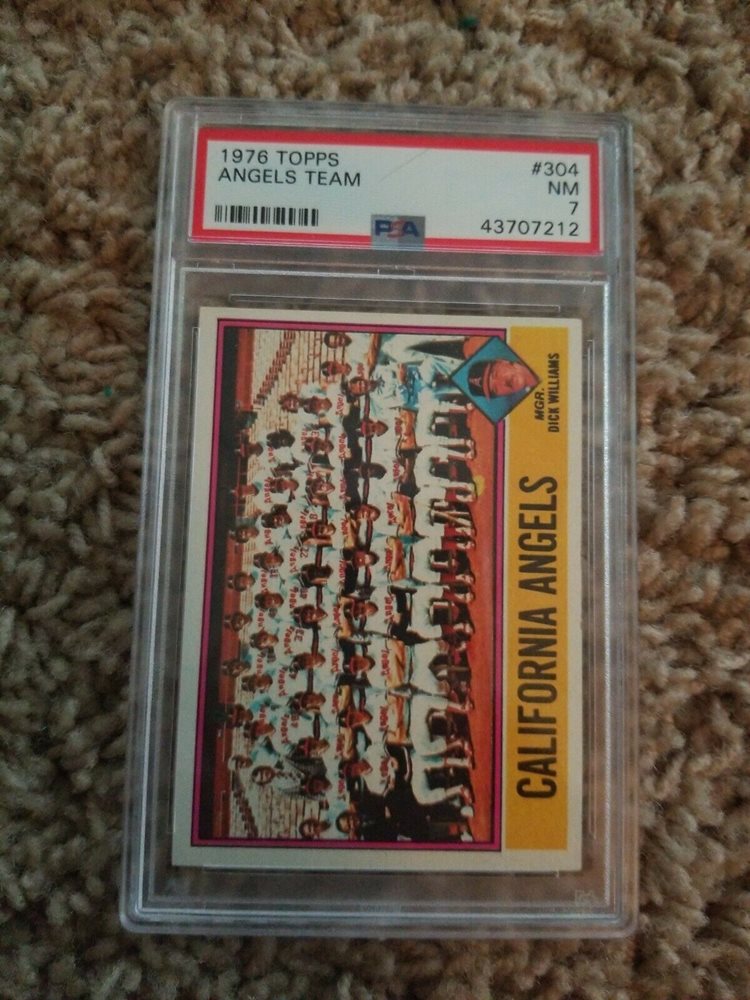 1976 TOPPS
ANGELS TEAM
#304
NM
7
43707212
PSA
MGR.
DICK WILLIAMS
CALIFORNIA ANGELS